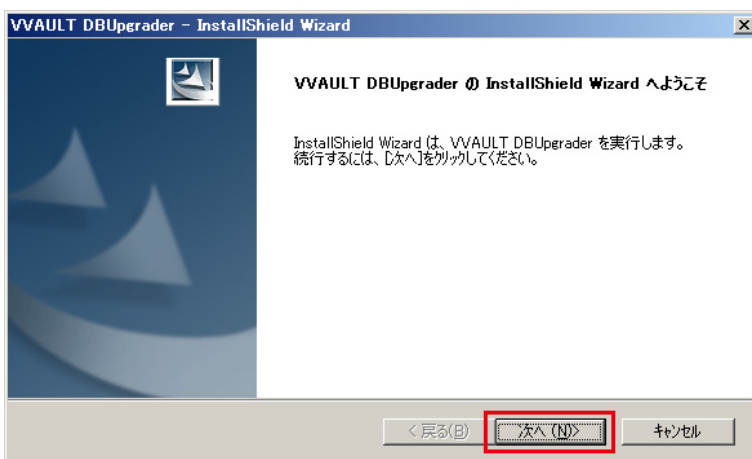 VVAULT DBUpgrader - InstallShield Wizard
VVAULT DBUpgrader の InstallShield Wizard へようこそ
InstallShield Wizard は、VVAULT DBUpgrader を実行します。
続行するには、[次へ]をクリックしてください。
< 戻る(B) 次へ (N)> キャンセル